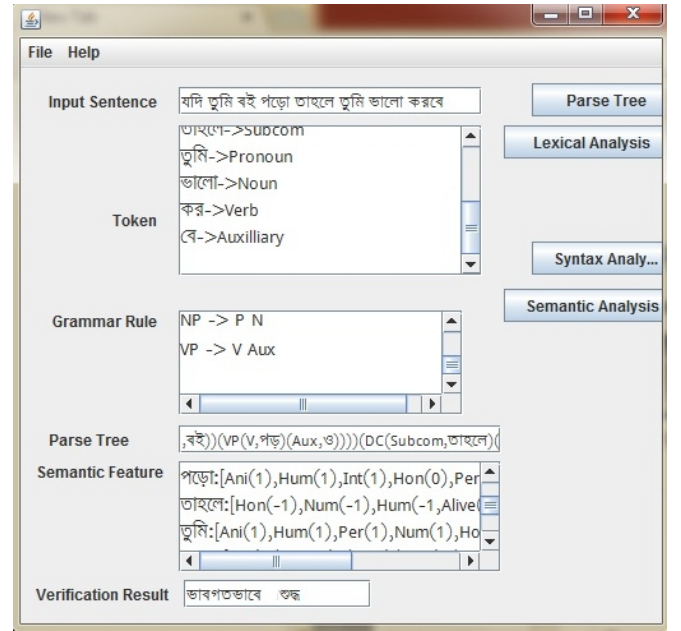 File Help
Input Sentence
যদি তুমি বই পড়ো তাহলে তুমি ভালো করবে
Parse Tree
Lexical Analysis
Token
তাহলে->Subcom
তুমি->Pronoun
ভালো->Noun
কর->Verb
বে->Auxilliary
Syntax Analy...
Semantic Analysis
Grammar Rule
NP -> P N
VP -> V Aux
Parse Tree
,বই))(VP(V,পড়)(Aux,ও))))(DC(Subcom,তাহলে)(
Semantic Feature
পড়ো:[Ani(1),Hum(1),Int(1),Hon(0),Per
তাহলে:[Hon(-1),Num(-1),Hum(-1,Alive(
তুমি:[Ani(1),Hum(1),Per(1),Num(1),Ho
Verification Result
ভাবগতভাবে শুদ্ধ